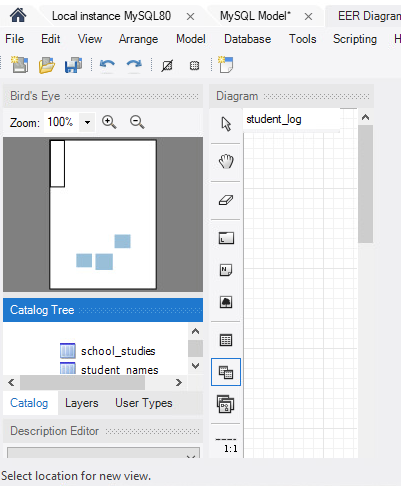 Local instance MySQL80 × MySQL Model* × EER Diagram
File Edit View Arrange Model Database Tools Scripting H
Bird's Eye
Zoom: 100%
Catalog Tree
school_studies
student_names
Catalog Layers User Types
Description Editor
Diagram
student_log
1:1
Select location for new view.